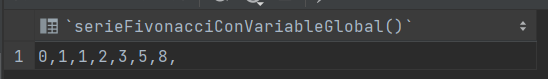 `serieFivonacciConVariableGlobal()`
1 0,1,1,2,3,5,8,